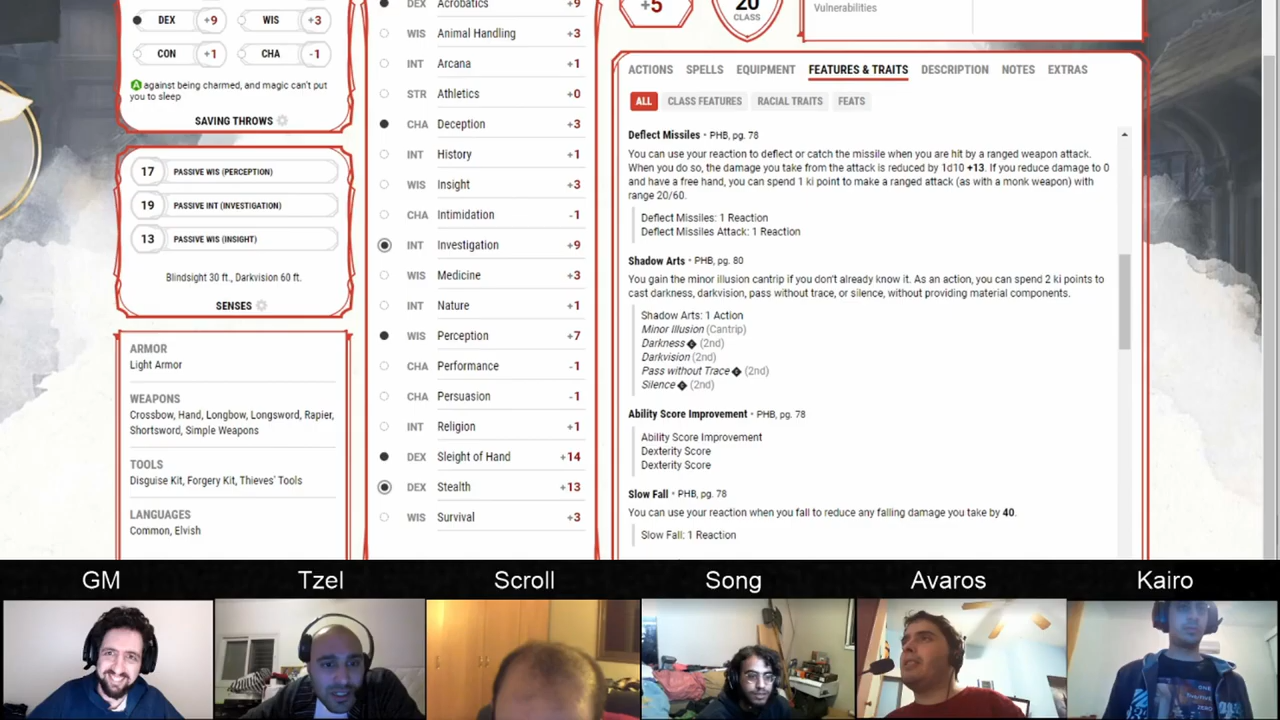 DEX +9 WIS +3
CON +1 CHA -1
A against being charmed, and magic can't put
you to sleep
SAVING THROWS
17 PASSIVE WIS (PERCEPTION)
19 PASSIVE INT (INVESTIGATION)
13 PASSIVE WIS (INSIGHT)
Blindsight 30 ft., Darkvision 60 ft.
SENSES
ARMOR
Light Armor
WEAPONS
Crossbow, Hand, Longbow, Longsword, Rapier,
Shortsword, Simple Weapons
TOOLS
Disguise Kit, Forgery Kit, Thieves' Tools
LANGUAGES
Common, Elvish
DEX Acrobatics +9
WIS Animal Handling +3
INT Arcana +1
STR Athletics +0
CHA Deception +3
INT History +1
WIS Insight +3
CHA Intimidation -1
INT Investigation +9
WIS Medicine +3
INT Nature +1
WIS Perception +7
CHA Performance -1
CHA Persuasion -1
INT Religion +1
DEX Sleight of Hand +14
DEX Stealth +13
WIS Survival +3
+5
20
CLASS
Vulnerabilities
ACTIONS SPELLS EQUIPMENT FEATURES & TRAITS DESCRIPTION NOTES EXTRAS
ALL CLASS FEATURES RACIAL TRAITS FEATS
Deflect Missiles • PHB, pg. 78
You can use your reaction to deflect or catch the missile when you are hit by a ranged weapon attack.
When you do so, the damage you take from the attack is reduced by 1d10 +13. If you reduce damage to 0
and have a free hand, you can spend 1 ki point to make a ranged attack (as with a monk weapon) with
range 20/60.
Deflect Missiles: 1 Reaction
Deflect Missiles Attack: 1 Reaction
Shadow Arts • PHB, pg. 80
You gain the minor illusion cantrip if you don't already know it. As an action, you can spend 2 ki points to
cast darkness, darkvision, pass without trace, or silence, without providing material components.
Shadow Arts: 1 Action
Minor Illusion (Cantrip)
Darkness (2nd)
Darkvision (2nd)
Pass without Trace (2nd)
Silence (2nd)
Ability Score Improvement • PHB, pg. 78
Ability Score Improvement
Dexterity Score
Dexterity Score
Slow Fall • PHB, pg. 78
You can use your reaction when you fall to reduce any falling damage you take by 40.
Slow Fall: 1 Reaction
GM Tzel Scroll Song Avaros Kairo